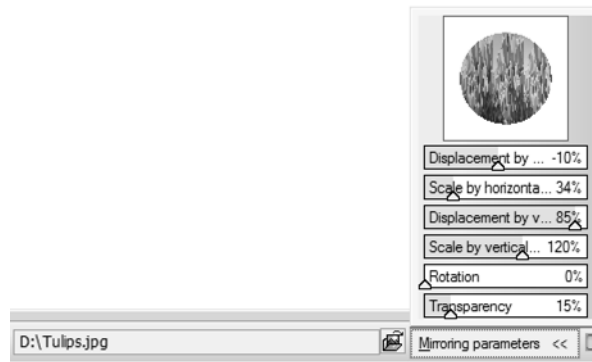 Displacement by ... -10%
Scale by horizonta... 34%
Displacement by v... 85%
Scale by vertical... 120%
Rotation 0%
Transparency 15%
D:\Tulips.jpg
Mirroring parameters <<